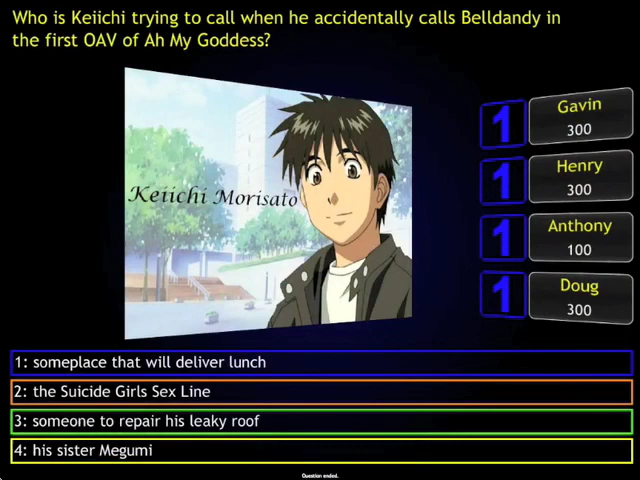 Who is Keiichi trying to call when he accidentally calls Belldandy in
the first OAV of Ah My Goddess?
Keiichi Morisato
1
Gavin
300
1
Henry
300
1
Anthony
100
1
Doug
300
1: someplace that will deliver lunch
2: the Suicide Girls Sex Line
3: someone to repair his leaky roof
4: his sister Megumi
Question ended.